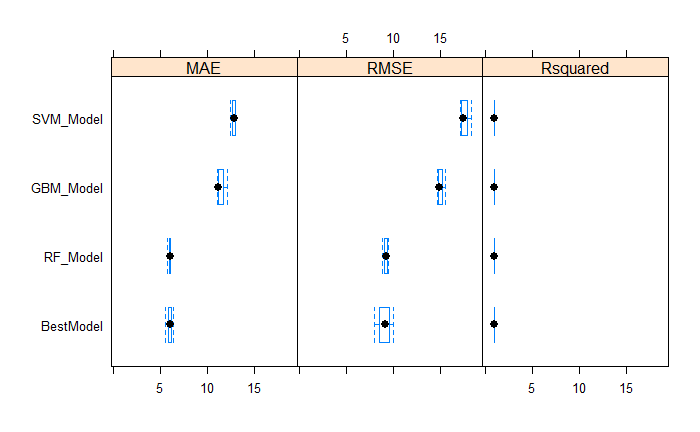 5 10 15
MAE RMSE Rsquared
SVM_Model
GBM_Model
RF_Model
BestModel
5 10 15 5 10 15